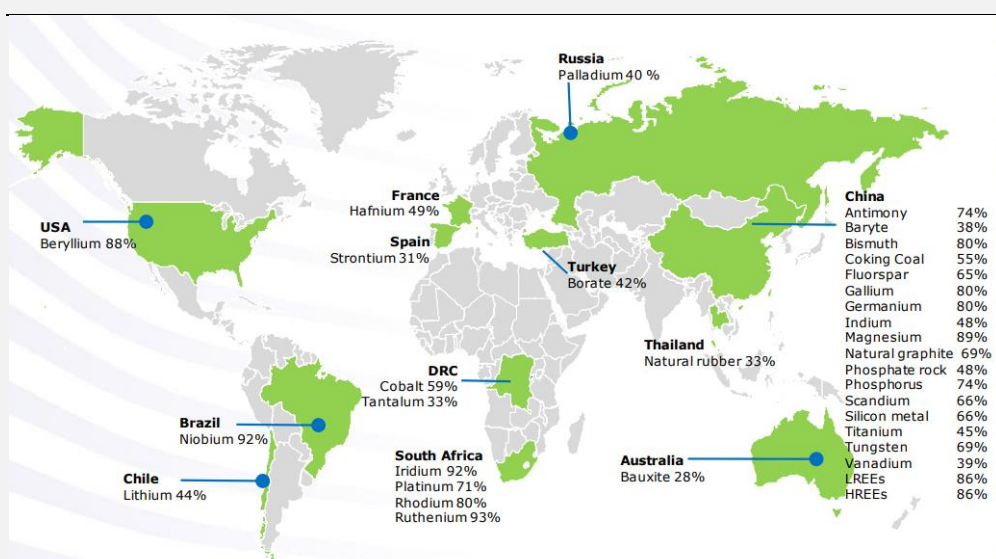 Russia
Palladium 40 %
France
Hafnium 49%
USA
Beryllium 88%
Spain
Strontium 31%
Turkey
Borate 42%
China
Antimony 74%
Baryte 38%
Bismuth 80%
Coking Coal 55%
Fluorspar 65%
Gallium 80%
Germanium 80%
Indium 48%
Magnesium 89%
Natural graphite 69%
Phosphate rock 48%
Phosphorus 74%
Scandium 66%
Silicon metal 66%
Titanium 45%
Tungsten 69%
Vanadium 39%
LREEs 86%
HREEs 86%
Thailand
Natural rubber 33%
DRC
Cobalt 59%
Tantalum 33%
Brazil
Niobium 92%
South Africa
Iridium 92%
Platinum 71%
Rhodium 80%
Ruthenium 93%
Australia
Bauxite 28%
Chile
Lithium 44%